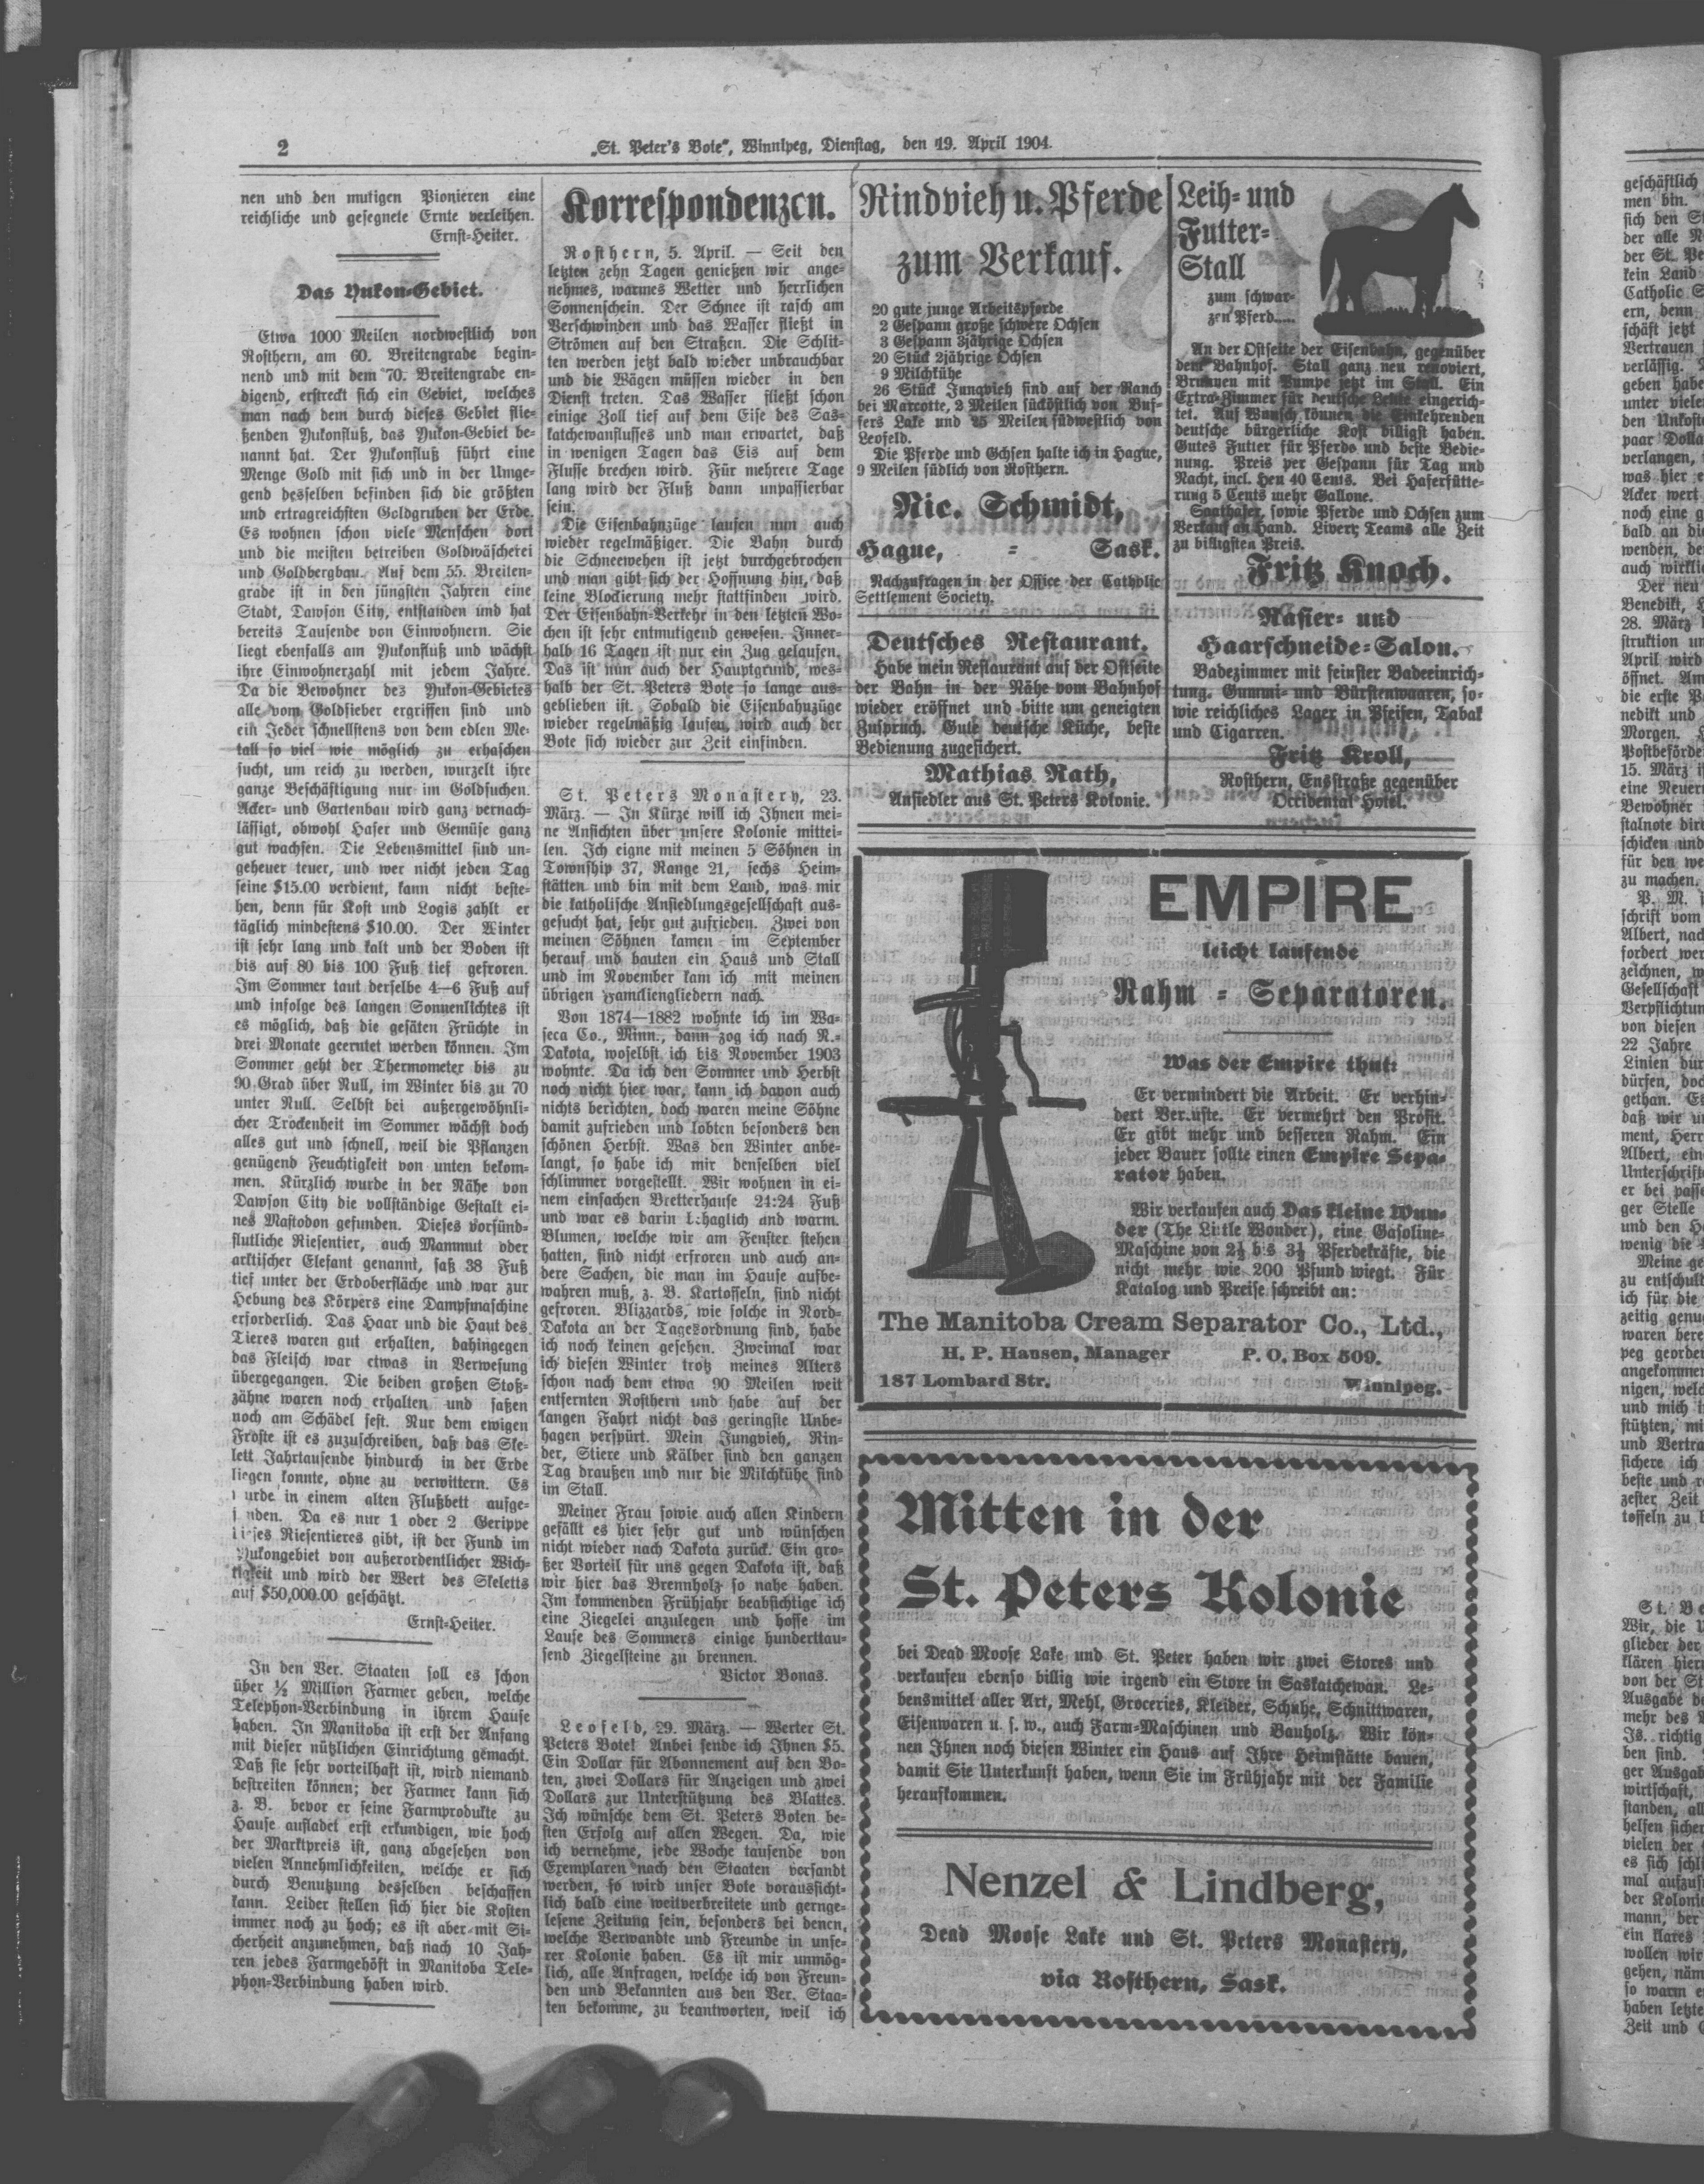 2
„St. Peter's Bote", Winnipeg, Dienstag, den 19. April 1904.
nen und den mutigen Pionieren eine
reichliche und gesegnete Ernte verleihen.
Ernst-Heiter.
Das Yukon-Gebiet.
Etwa 1000 Meilen nordwestlich von
Rosthern, am 60. Breitengrade begin-
nend und mit dem 70. Breitengrade en-
digend, erstreckt sich ein Gebiet, welches
man nach dem durch dieses Gebiet flie-
ßenden Yukonfluß, das Yukon-Gebiet be-
nannt hat. Der Yukonfluß führt eine
Menge Gold mit sich und in der Umge-
gend desselben befinden sich die größten
und ertragreichsten Goldgruben der Erde.
Es wohnen schon viele Menschen dort
und die meisten betreiben Goldwäscherei
und Goldbergbau. Auf dem 55. Breiten-
grade ist in den jüngsten Jahren eine
Stadt, Dawson City, entstanden und hat
bereits Tausende von Einwohnern. Sie
liegt ebenfalls am Yukonfluß und wächst
ihre Einwohnerzahl mit jedem Jahre.
Da die Bewohner des Yukon-Gebietes
alle vom Goldfieber ergriffen sind und
ein Jeder schnellstens von dem edlen Me-
tall so viel wie möglich zu erhaschen
sucht, um reich zu werden, wurzelt ihre
ganze Beschäftigung nur im Goldsuchen.
Acker- und Gartenbau wird ganz vernach-
lässigt, obwohl Hafer und Gemüse ganz
gut wachsen. Die Lebensmittel sind un-
geheuer teuer, und wer nicht jeden Tag
seine $15.00 verdient, kann nicht beste-
hen, denn für Kost und Logis zahlt er
täglich mindestens $10.00. Der Winter
ist sehr lang und kalt und der Boden ist
bis auf 80 bis 100 Fuß tief gefroren.
Im Sommer taut derselbe 4—6 Fuß auf
und infolge des langen Sonnenlichtes ist
es möglich, daß die gesäten Früchte in
drei Monate geerntet werden können. Im
Sommer geht der Thermometer bis zu
90 Grad über Null, im Winter bis zu 70
unter Null. Selbst bei außergewöhnli-
cher Trockenheit im Sommer wächst doch
alles gut und schnell, weil die Pflanzen
genügend Feuchtigkeit von unten bekom-
men. Kürzlich wurde in der Nähe von
Dawson City die vollständige Gestalt ei-
nes Mastodon gefunden. Dieses vorsünd-
flutliche Riesentier, auch Mammut oder
arktischer Elefant genannt, saß 38 Fuß
tief unter der Erdoberfläche und war zur
Hebung des Körpers eine Dampfmaschine
erforderlich. Das Haar und die Haut des
Tieres waren gut erhalten, dahingegen
das Fleisch war etwas in Verwesung
übergegangen. Die beiden großen Stoß-
zähne waren noch erhalten und saßen
noch am Schädel fest. Nur dem ewigen
Froste ist es zuzuschreiben, daß das Ske-
lett Jahrtausende hindurch in der Erde
liegen konnte, ohne zu verwittern. Es
urde in einem alten Flußbett aufge-
nden. Da es nur 1 oder 2 Gerippe
ses Riesentieres gibt, ist der Fund im
Yukongebiet von außerordentlicher Wich-
tigkeit und wird der Wert des Skeletts
auf $50,000.00 geschätzt.
Ernst-Heiter.
In den Ver. Staaten soll es schon
über ½ Million Farmer geben, welche
Telephon-Verbindung in ihrem Hause
haben. In Manitoba ist erst der Anfang
mit dieser nützlichen Einrichtung gemacht.
Daß sie sehr vorteilhaft ist, wird niemand
bestreiten können; der Farmer kann sich
z. B. bevor er seine Farmprodukte zu
Hause aufladet erst erkundigen, wie hoch
der Marktpreis ist, ganz abgesehen von
vielen Annehmlichkeiten, welche er sich
durch Benutzung desselben beschaffen
kann. Leider stellen sich hier die Kosten
immer noch zu hoch; es ist aber mit Si-
cherheit anzunehmen, daß nach 10 Jah-
ren jedes Farmgehöft in Manitoba Tele-
phon-Verbindung haben wird.
Korrespondenzen.
Rosthern, 5. April. — Seit den
letzten zehn Tagen genießen wir ange-
nehmes, warmes Wetter und herrlichen
Sonnenschein. Der Schnee ist rasch am
Verschwinden und das Wasser fließt in
Strömen auf den Straßen. Die Schlit-
ten werden jetzt bald wieder unbrauchbar
und die Wägen müssen wieder in den
Dienst treten. Das Wasser fließt schon
einige Zoll tief auf dem Eise des Sas-
katchewanflusses und man erwartet, daß
in wenigen Tagen das Eis auf dem
Flusse brechen wird. Für mehrere Tage
lang wird der Fluß dann unpassierbar
sein.
Die Eisenbahnzüge laufen nun auch
wieder regelmäßiger. Die Bahn durch
die Schneewehen ist jetzt durchgebrochen
und man gibt sich der Hoffnung hin, daß
keine Blockierung mehr stattfinden wird.
Der Eisenbahn-Verkehr in den letzten Wo-
chen ist sehr entmutigend gewesen. Inner-
halb 16 Tagen ist nur ein Zug gelaufen.
Das ist nun auch der Hauptgrund, wes-
halb der St. Peters Bote so lange aus-
geblieben ist. Sobald die Eisenbahnzüge
wieder regelmäßig laufen, wird auch der
Bote sich wieder zur Zeit einfinden.
St. Peters Monastery, 23.
März. — In Kürze will ich Ihnen mei-
ne Ansichten über unsere Kolonie mittei-
len. Ich eigne mit meinen 5 Söhnen in
Township 37, Range 21, sechs Heim-
stätten und bin mit dem Land, was mir
die katholische Ansiedlungsgesellschaft aus-
gesucht hat, sehr gut zufrieden. Zwei von
meinen Söhnen kamen im September
herauf und bauten ein Haus und Stall
und im November kam ich mit meinen
übrigen Familiengliedern nach.
Von 1874—1882 wohnte ich im Wa-
seca Co., Minn., dann zog ich nach N.-
Dakota, woselbst ich bis November 1903
wohnte. Da ich den Sommer und Herbst
noch nicht hier war, kann ich davon auch
nichts berichten, doch waren meine Söhne
damit zufrieden und lobten besonders den
schönen Herbst. Was den Winter anbe-
langt, so habe ich mir denselben viel
schlimmer vorgestellt. Wir wohnen in ei-
nem einfachen Bretterhause 24:24 Fuß
und war es darin behaglich und warm.
Blumen, welche wir am Fenster stehen
hatten, sind nicht erfroren und auch an-
dere Sachen, die man im Hause aufbe-
wahren muß, z. B. Kartoffeln, sind nicht
gefroren. Blizzards, wie solche in Nord-
Dakota an der Tagesordnung sind, habe
ich noch keinen gesehen. Zweimal war
ich diesen Winter trotz meines Alters
schon nach dem etwa 90 Meilen weit
entfernten Rosthern und habe auf der
langen Fahrt nicht das geringste Unbe-
hagen verspürt. Mein Jungvieh, Rin-
der, Stiere und Kälber sind den ganzen
Tag draußen und nur die Milchkühe sind
im Stall.
Meiner Frau sowie auch allen Kindern
gefällt es hier sehr gut und wünschen
nicht wieder nach Dakota zurück. Ein gro-
ßer Vorteil für uns gegen Dakota ist, daß
wir hier das Brennholz so nahe haben.
Im kommenden Frühjahr beabsichtige ich
eine Ziegelei anzulegen und hoffe im
Laufe des Sommers einige hunderttau-
send Ziegelsteine zu brennen.
Victor Bonas.
Leofeld, 29. März. — Werter St.
Peters Bote! Anbei sende ich Ihnen $5.
Ein Dollar für Abonnement auf den Bo-
ten, zwei Dollars für Anzeigen und zwei
Dollars zur Unterstützung des Blattes.
Ich wünsche dem St. Peters Boten be-
sten Erfolg auf allen Wegen. Da, wie
ich vernehme, jede Woche tausende von
Exemplaren nach den Staaten versandt
werden, so wird unser Bote voraussicht-
lich bald eine weitverbreitete und gernge-
lesene Zeitung sein, besonders bei denen,
welche Verwandte und Freunde in unse-
rer Kolonie haben. Es ist mir unmög-
lich, alle Anfragen, welche ich von Freun-
den und Bekannten aus den Ver. Staa-
ten bekomme, zu beantworten, weil ich
Rindvieh u. Pferde
zum Verkauf.
20 gute junge Arbeitspferde
2 Gespann große schwere Ochsen
3 Gespann 3jährige Ochsen
20 Stück 2jährige Ochsen
9 Milchkühe
26 Stück Jungvieh sind auf der Ranch
bei Marcotte, 2 Meilen südöstlich von Buf-
fers Lake und 25 Meilen südwestlich von
Leofeld.
Die Pferde und Ochsen halte ich in Hague,
9 Meilen südlich von Rosthern.
Nic. Schmidt,
Hague, = Sask.
Nachzufragen in der Office der Catholic
Settlement Society.
Deutsches Restaurant.
Habe mein Restaurant auf der Ostseite
der Bahn in der Nähe vom Bahnhof
wieder eröffnet und bitte um geneigten
Zuspruch. Gute deutsche Küche, beste
Bedienung zugesichert.
Mathias Rath,
Ansiedler aus St. Peters Kolonie.
Leih- und
Futter-
Stall
zum schwar-
zen Pferd.....
An der Ostseite der Eisenbahn, gegenüber
dem Bahnhof. Stall ganz neu renoviert,
Brunnen mit Pumpe jetzt im Stall. Ein
Extra-Zimmer für deutsche Leute eingerich-
tet. Auf Wunsch können die Einkehrenden
deutsche bürgerliche Kost billigst haben.
Gutes Futter für Pferde und beste Bedie-
nung. Preis per Gespann für Tag und
Nacht, incl. Heu 40 Cents. Bei Haferfütte-
rung 5 Cents mehr Gallone.
Saathafer, sowie Pferde und Ochsen zum
Verkauf an Hand. Livery Teams alle Zeit
zu billigsten Preis.
Fritz Knoch.
Rasier- und
Haarschneide-Salon.
Badezimmer mit feinster Badeeinrich-
tung. Gummi- und Bürstenwaaren, so-
wie reichliches Lager in Pfeifen, Tabak
und Cigarren.
Fritz Kroll,
Rosthern, Ensstraße gegenüber
Occidental Hotel.
EMPIRE
leicht laufende
Rahm = Separatoren.
Was der Empire thut:
Er vermindert die Arbeit. Er verhin-
dert Verluste. Er vermehrt den Profit.
Er gibt mehr und besseren Rahm. Ein
jeder Bauer sollte einen Empire Sepa-
rator haben.
Wir verkaufen auch Das kleine Wun-
der (The Little Wonder), eine Gasoline-
Maschine von 2½ bis 3½ Pferdekräfte, die
nicht mehr wie 200 Pfund wiegt. Für
Katalog und Preise schreibt an:
The Manitoba Cream Separator Co., Ltd.,
H. P. Hansen, Manager P. O. Box 509.
187 Lombard Str. Winnipeg.
Mitten in der
St. Peters Kolonie
bei Dead Moose Lake und St. Peter haben wir zwei Stores und
verkaufen ebenso billig wie irgend ein Store in Saskatchewan. Le-
bensmittel aller Art, Mehl, Groceries, Kleider, Schuhe, Schnittwaren,
Eisenwaren u. s. w., auch Farm-Maschinen und Bauholz. Wir kön-
nen Ihnen noch diesen Winter ein Haus auf Ihre Heimstätte bauen,
damit Sie Unterkunft haben, wenn Sie im Frühjahr mit der Familie
heraufkommen.
Nenzel & Lindberg,
Dead Moose Lake und St. Peters Monastery,
via Rosthern, Sask.